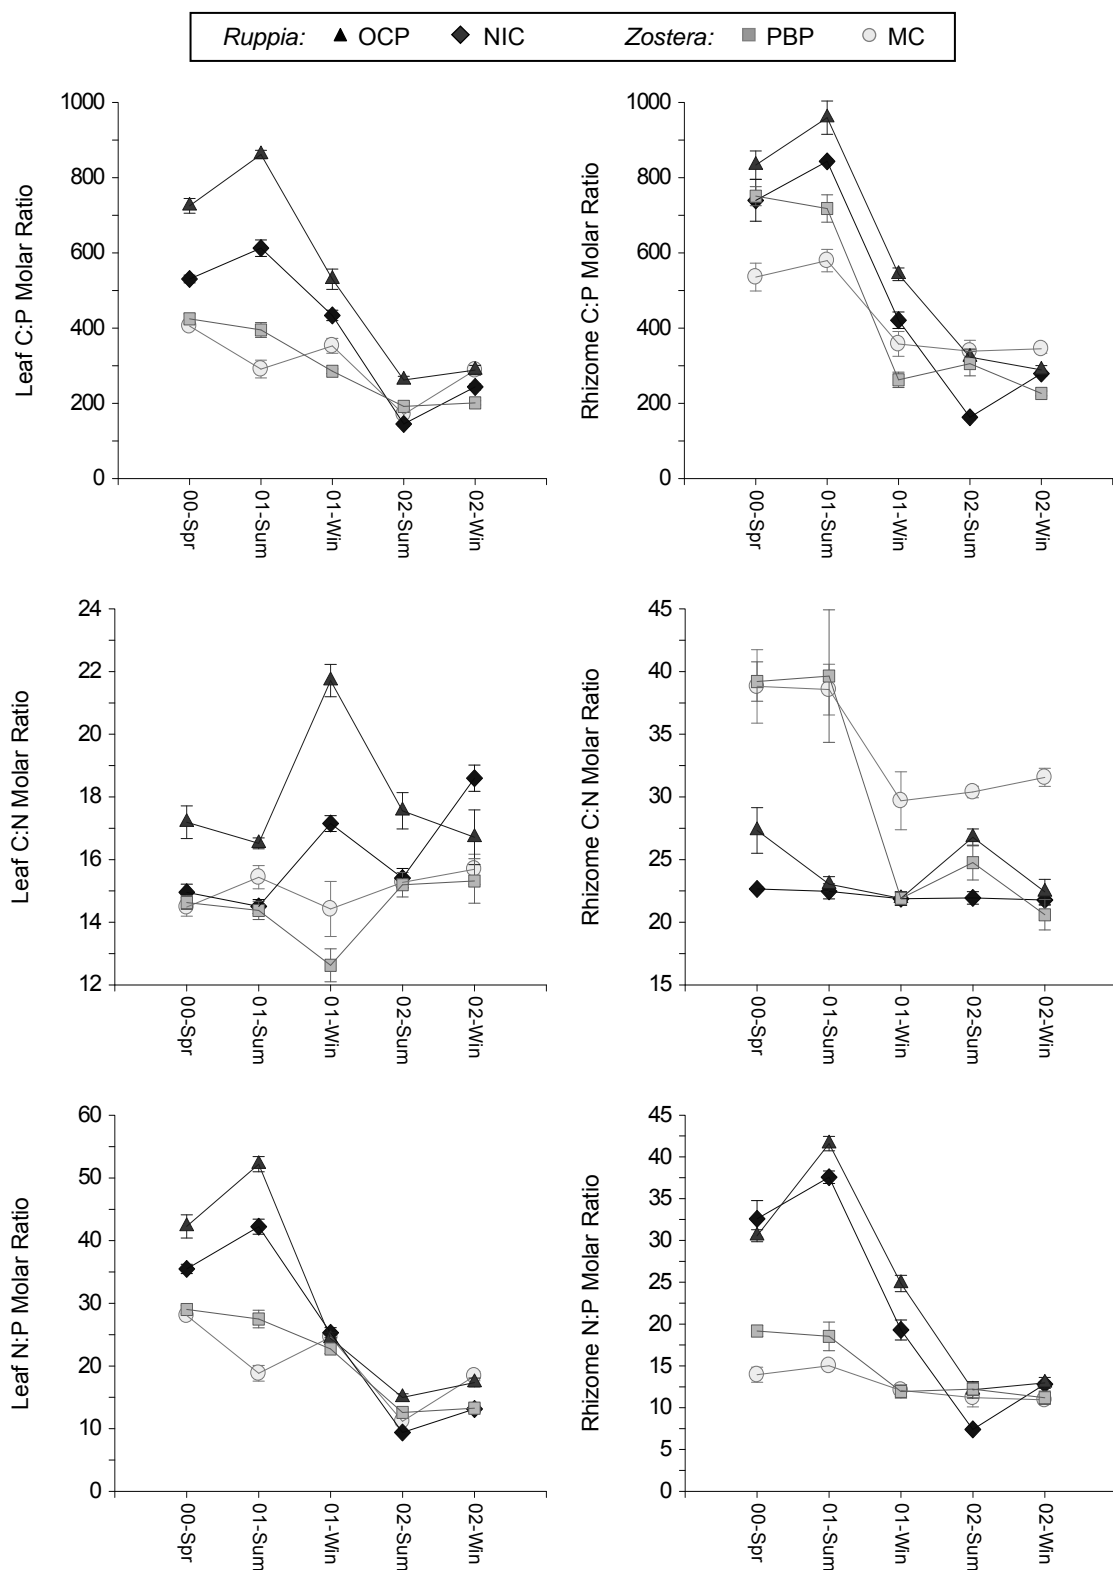 Ruppia: OCP NIC Zostera: PBP MC
Leaf C:P Molar Ratio
1000
800
600
400
200
0
00-Spr
01-Sum
01-Win
02-Sum
02-Win
Rhizome C:P Molar Ratio
1000
800
600
400
200
0
00-Spr
01-Sum
01-Win
02-Sum
02-Win
Leaf C:N Molar Ratio
24
22
20
18
16
14
12
00-Spr
01-Sum
01-Win
02-Sum
02-Win
Rhizome C:N Molar Ratio
45
40
35
30
25
20
15
00-Spr
01-Sum
01-Win
02-Sum
02-Win
Leaf N:P Molar Ratio
60
50
40
30
20
10
0
00-Spr
01-Sum
01-Win
02-Sum
02-Win
Rhizome N:P Molar Ratio
45
40
35
30
25
20
15
10
5
0
00-Spr
01-Sum
01-Win
02-Sum
02-Win